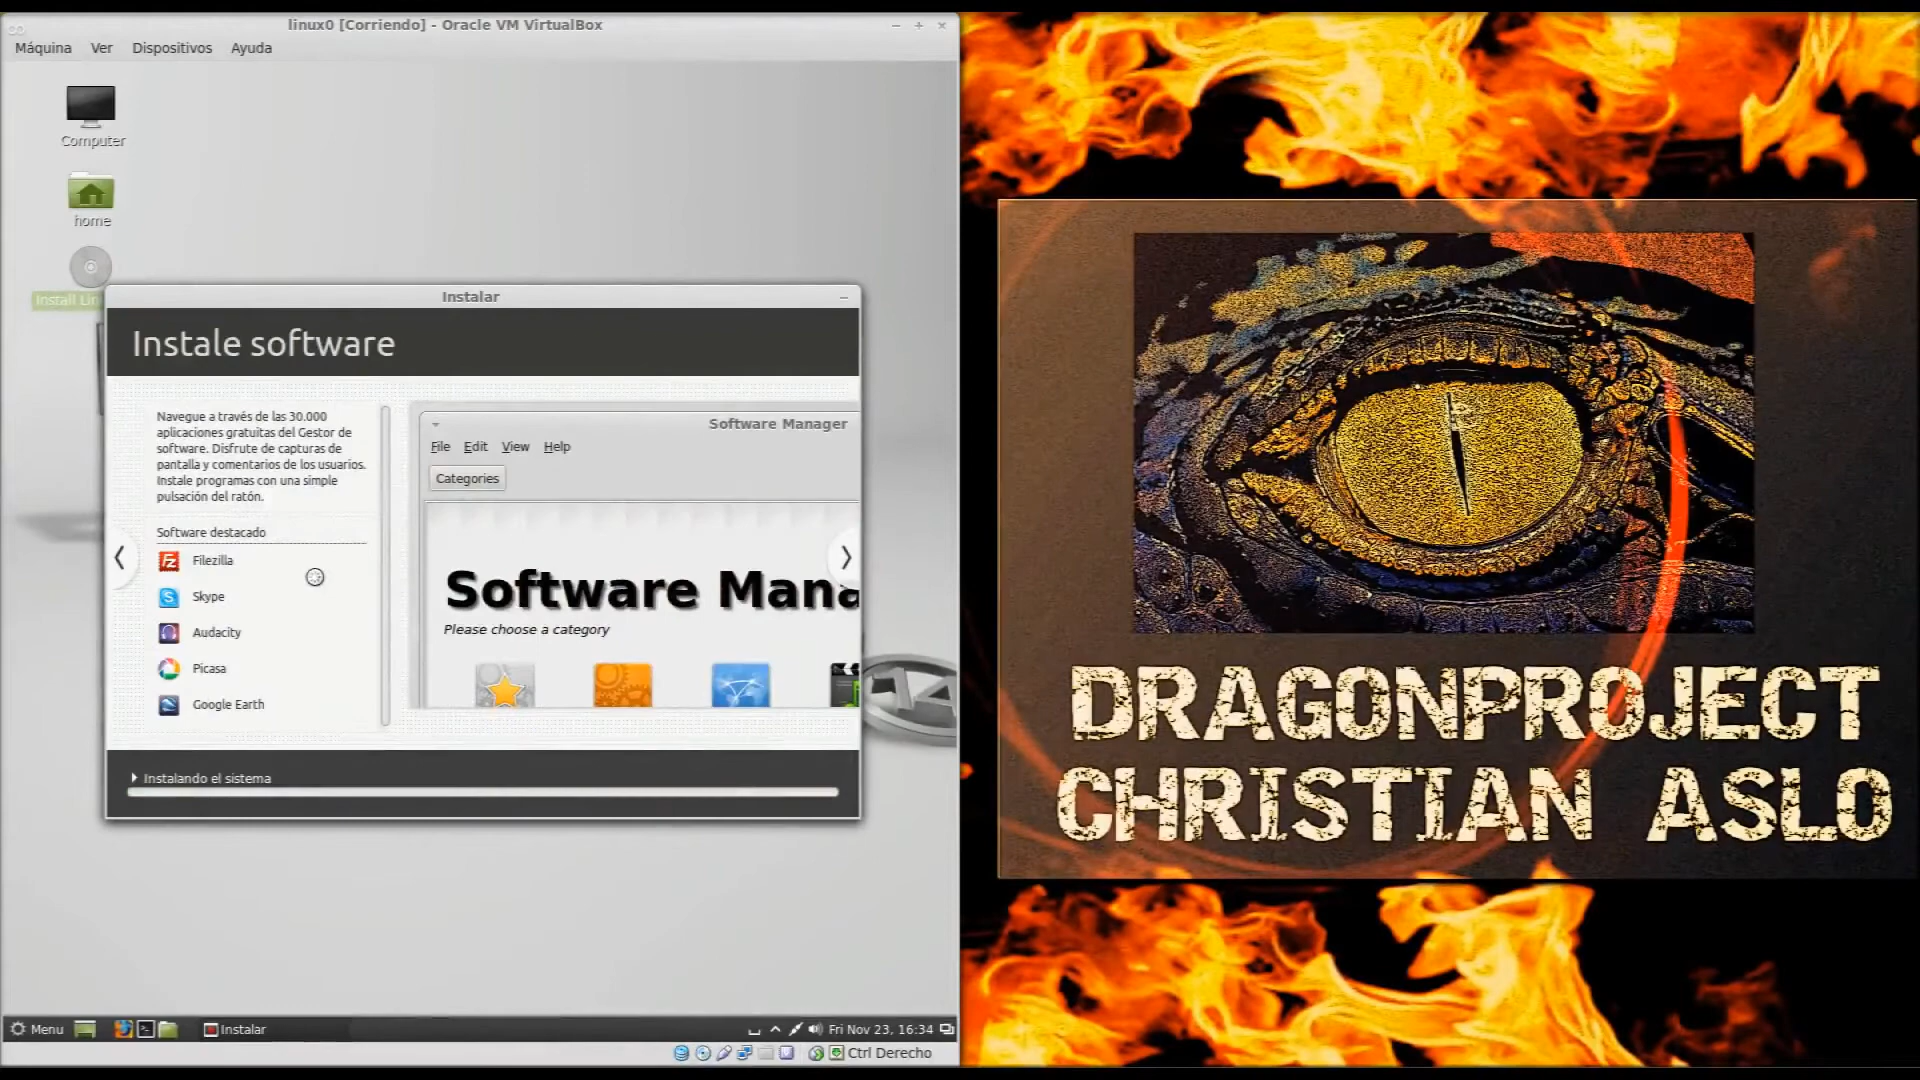 linux0 [Corriendo] - Oracle VM VirtualBox
Máquina Ver Dispositivos Ayuda
Computer
home
Install Lin
Instalar
Instale software
Navegue a través de las 30.000
aplicaciones gratuitas del Gestor de
software. Disfrute de capturas de
pantalla y comentarios de los usuarios.
Instale programas con una simple
pulsación del ratón.
Software destacado
Filezilla
Skype
Audacity
Picasa
Google Earth
Software Manager
File Edit View Help
Categories
Software Mana
Please choose a category
14
Instalando el sistema
Menu
Instalar
Fri Nov 23, 16:34
Ctrl Derecho
DRAGONPROJECT
CHRISTIAN ASLO